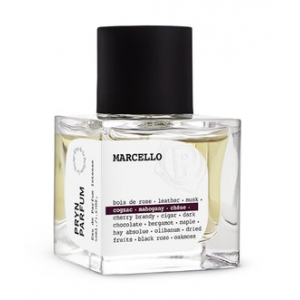 MARCELLO
bois de rose • leather • musk •
cognac • mahogany • chêne •
cherry brandy • cigar • dark
chocolate • bergamot • maple •
hay absolue • olibanum • dried
fruits • black rose • oakmoss
PRYN
PARFUM